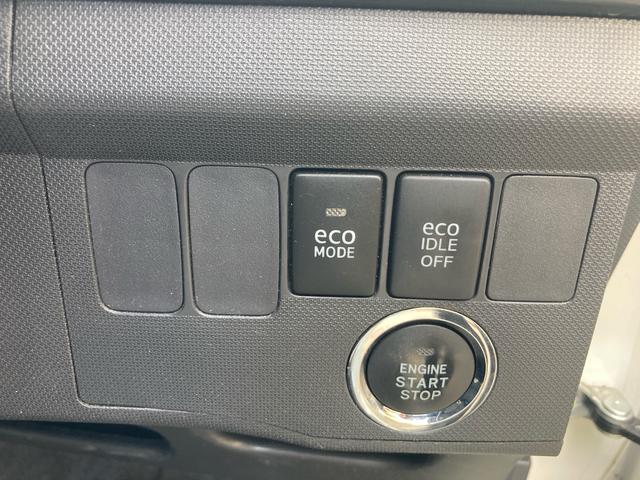 eco
MODE
eco
IDLE
OFF
ENGINE
START
STOP